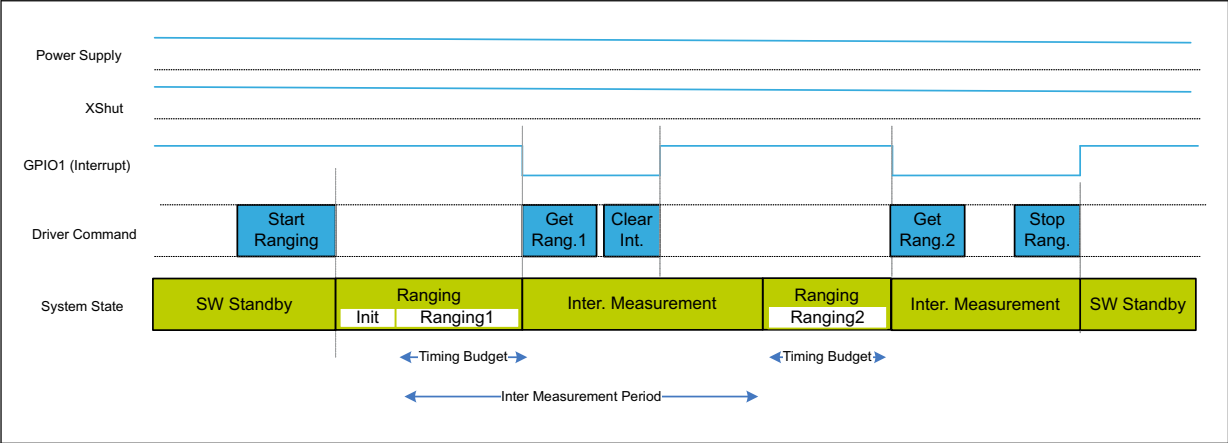 Power Supply
XShut
GPIO1 (Interrupt)
Driver Command
Start
Ranging
Get
Rang.1
Clear
Int.
Get
Rang.2
Stop
Rang.
System State
SW Standby
Ranging
Init
Ranging1
Inter. Measurement
Ranging
Ranging2
Inter. Measurement
SW Standby
Timing Budget
Timing Budget
Inter Measurement Period